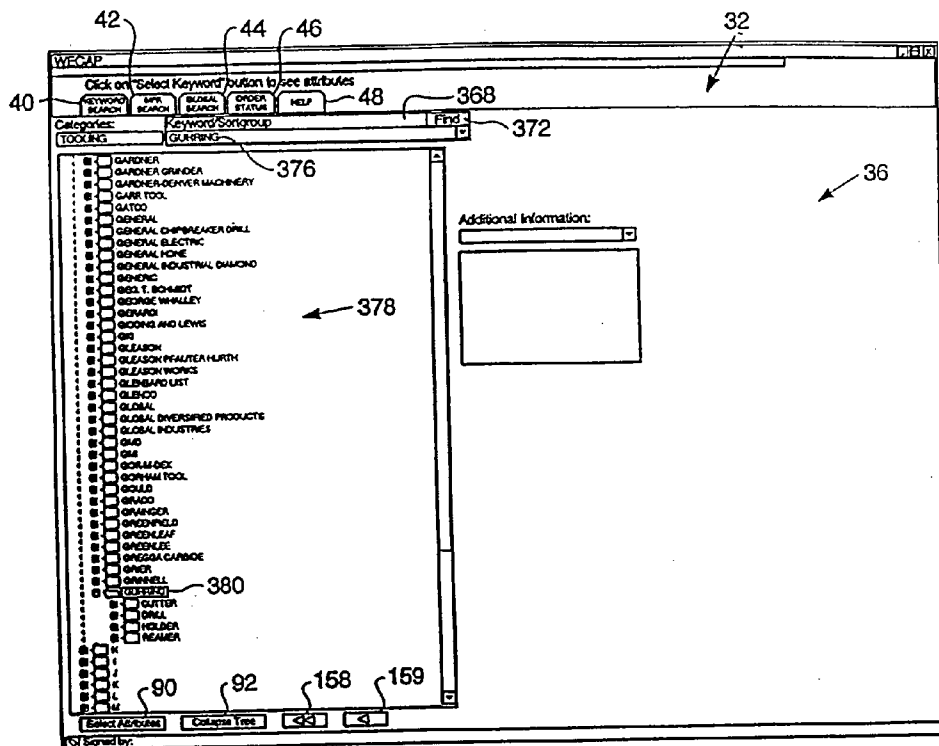 42
44
46
32
WECAP
Click on "Select Keyword" button to see attributes
40
KEYWORD SEARCH
MFR SEARCH
GLOBAL SEARCH
ORDER STATUS
HELP
48
368
Categories:
Keyword/Sortgroup
Find
372
TOOLING
GUHRING
376
36
GARDNER
GARDNER GRINDER
GARDNER-DENVER MACHINERY
GARR TOOL
GATCO
GENERAL
GENERAL CHIPBREAKER DRILL
GENERAL ELECTRIC
GENERAL HONE
GENERAL INDUSTRIAL DIAMOND
GENERIC
GEO. T. SCHMIDT
GEORGE WHALLEY
GERARDI
GIDDING AND LEWIS
GIGI
GLEASON
GLEASON PFAUTER HURTH
GLEASON WORKS
GLENBARD LIST
GLENCO
GLOBAL
GLOBAL DIVERSIFIED PRODUCTS
GLOBAL INDUSTRIES
GMD
GMI
GOR-M-DEX
GORHAM TOOL
GOULD
GRACO
GRAINGER
GREENFIELD
GREENLEAF
GREENLEE
GREGGA CARBIDE
GRIER
GRINNELL
GUHRING
380
CUTTER
DRILL
HOLDER
REAMER
H
I
J
K
L
M
378
Additional Information:
90
92
158
159
Select Attributes
Collapse Tree
Signed by: